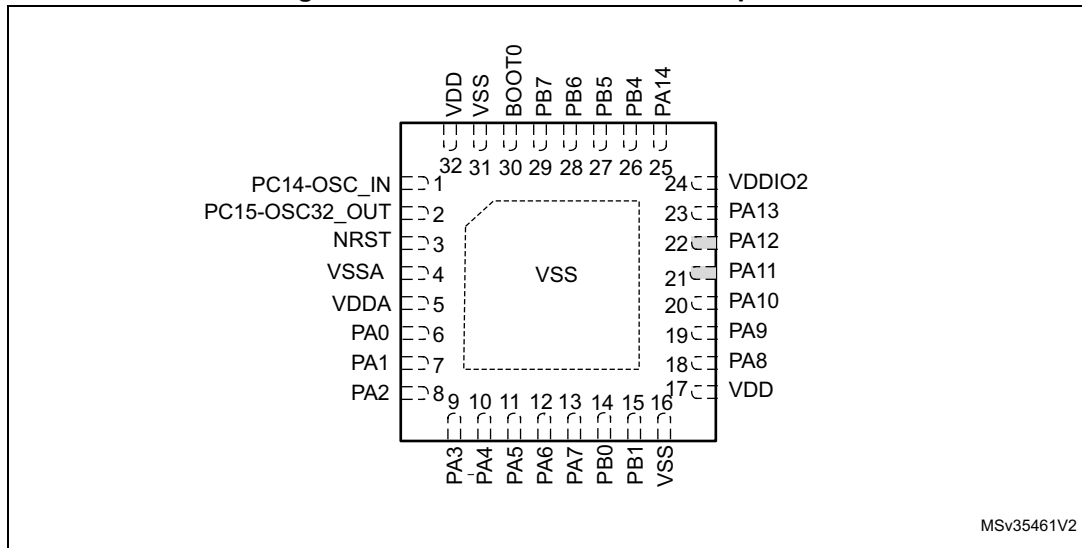 VDD
VSS
BOOT0
PB7
PB6
PB5
PB4
PA14
32 31 30 29 28 27 26 25
PC14-OSC_IN 1
PC15-OSC32_OUT 2
NRST 3
VSSA 4
VDDA 5
PA0 6
PA1 7
PA2 8
VSS
24 VDDIO2
23 PA13
22 PA12
21 PA11
20 PA10
19 PA9
18 PA8
17 VDD
9 10 11 12 13 14 15 16
PA3
PA4
PA5
PA6
PA7
PB0
PB1
VSS
MSv35461V2